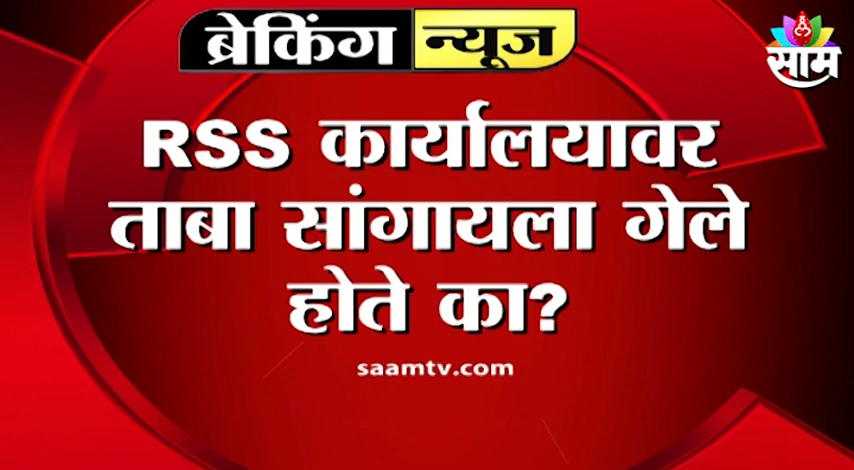 ब्रेकिंग न्यूज
साम
RSS कार्यालयावर
ताबा सांगायला गेले
होते का?
saamtv.com